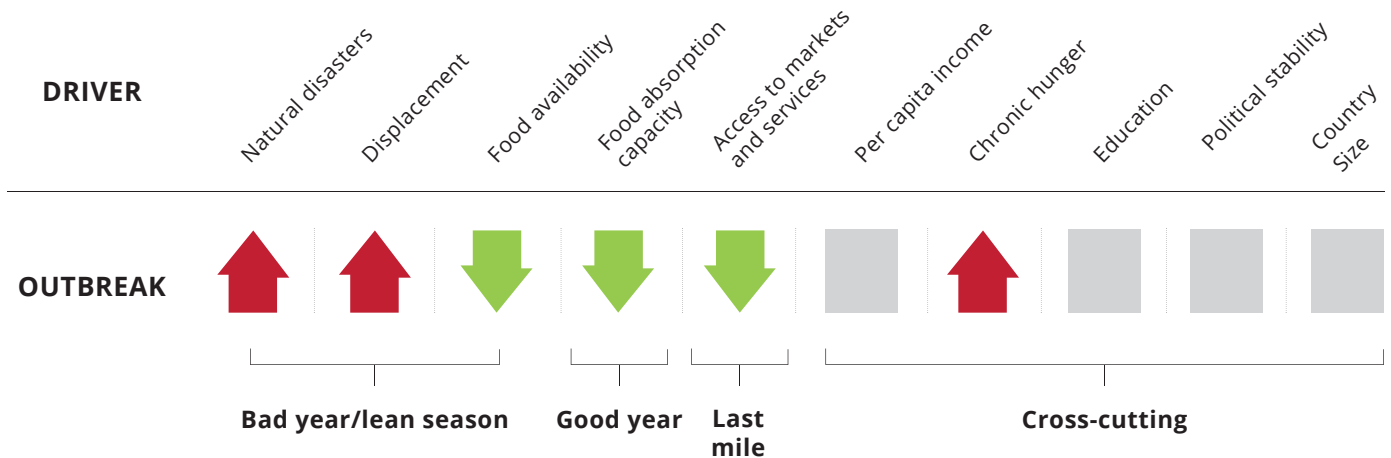 DRIVER
Natural disasters
Displacement
Food availability
Food absorption
capacity
Access to markets
and services
Per capita income
Chronic hunger
Education
Political stability
Country
Size
OUTBREAK
Bad year/lean season
Good year
Last
mile
Cross-cutting